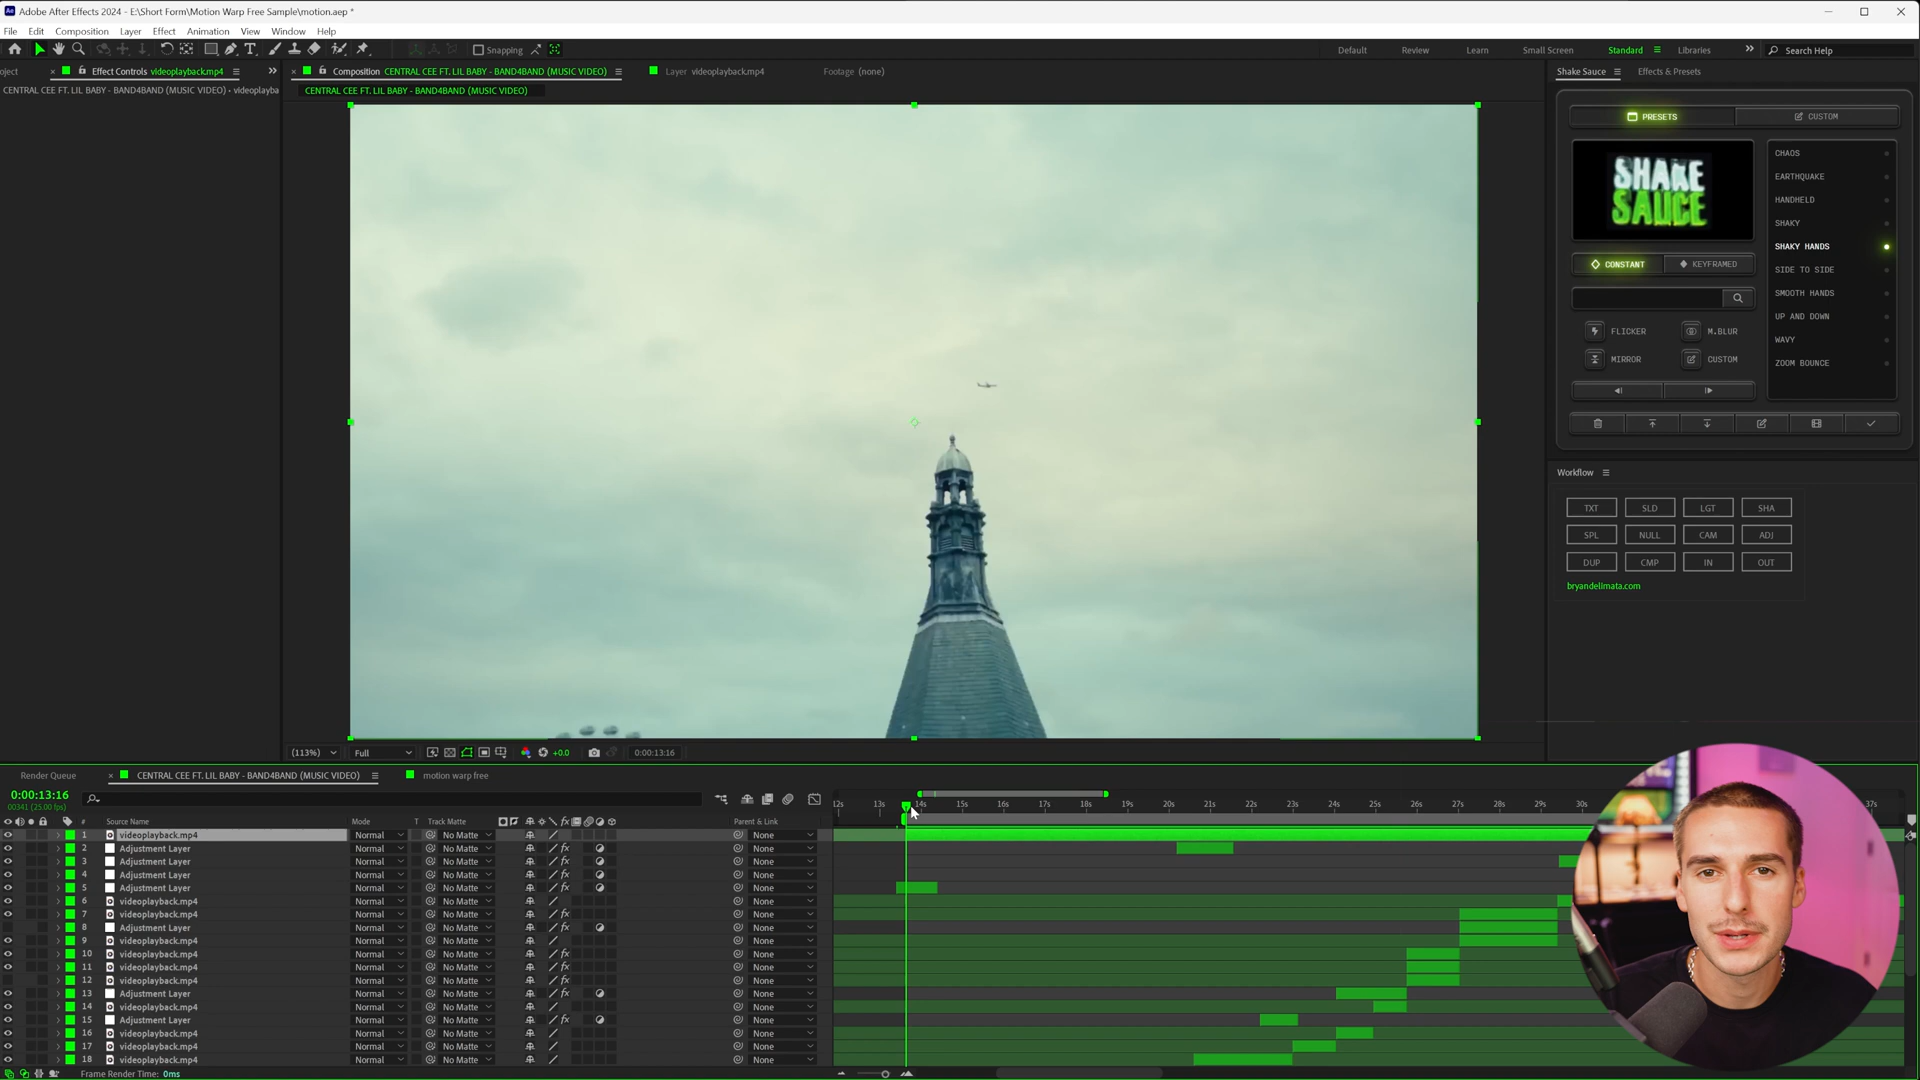 Adobe After Effects 2024 - E:\Short Form\Motion Warp Free Sample\motion.aep *
File Edit Composition Layer Effect Animation View Window Help
Snapping
Default Review Learn Small Screen Standard Libraries Search Help
oject Effect Controls videoplayback.mp4
CENTRAL CEE FT. LIL BABY - BAND4BAND (MUSIC VIDEO) • videoplayba
Composition CENTRAL CEE FT. LIL BABY - BAND4BAND (MUSIC VIDEO)
Layer videoplayback.mp4
Footage (none)
CENTRAL CEE FT. LIL BABY - BAND4BAND (MUSIC VIDEO)
Shake Sauce Effects & Presets
PRESETS CUSTOM
SHAKE
SAUCE
CONSTANT KEYFRAMED
FLICKER M.BLUR
MIRROR CUSTOM
CHAOS
EARTHQUAKE
HANDHELD
SHAKY
SHAKY HANDS
SIDE TO SIDE
SMOOTH HANDS
UP AND DOWN
WAVY
ZOOM BOUNCE
Workflow
TXT SLD LGT SHA
SPL NULL CAM ADJ
DUP CMP IN OUT
bryandelimata.com
(113%) Full +0.0 0:00:13:16
Render Queue CENTRAL CEE FT. LIL BABY - BAND4BAND (MUSIC VIDEO) motion warp free
0:00:13:16
00341 (25.00 fps)
12s 13s 14s 15s 16s 17s 18s 19s 20s 21s 22s 23s 24s 25s 26s 27s 28s 29s 30s 37s
# Source Name Mode T Track Matte Parent & Link
1 videoplayback.mp4 Normal No Matte None
2 Adjustment Layer Normal No Matte None
3 Adjustment Layer Normal No Matte None
4 Adjustment Layer Normal No Matte None
5 Adjustment Layer Normal No Matte None
6 videoplayback.mp4 Normal No Matte None
7 videoplayback.mp4 Normal No Matte None
8 Adjustment Layer Normal No Matte None
9 videoplayback.mp4 Normal No Matte None
10 videoplayback.mp4 Normal No Matte None
11 videoplayback.mp4 Normal No Matte None
12 videoplayback.mp4 Normal No Matte None
13 Adjustment Layer Normal No Matte None
14 videoplayback.mp4 Normal No Matte None
15 Adjustment Layer Normal No Matte None
16 videoplayback.mp4 Normal No Matte None
17 videoplayback.mp4 Normal No Matte None
18 videoplayback.mp4 Normal No Matte None
Frame Render Time: 0ms